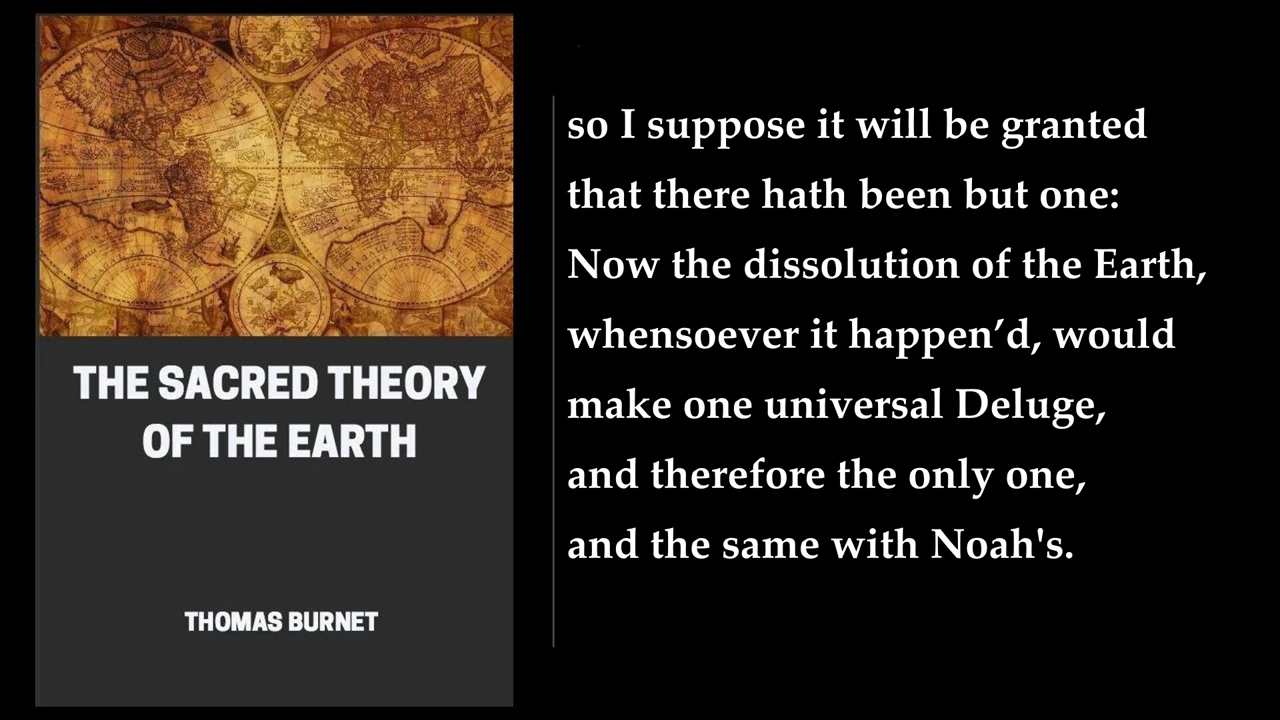 THE SACRED THEORY
OF THE EARTH
THOMAS BURNET
so I suppose it will be granted
that there hath been but one:
Now the dissolution of the Earth,
whensoever it happen’d, would
make one universal Deluge,
and therefore the only one,
and the same with Noah's.